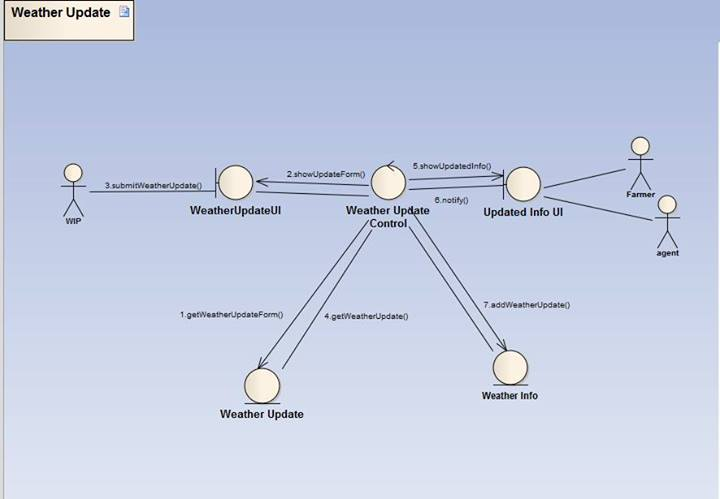 Weather Update
5.showUpdatedInfo()
2.showUpdateForm()
3.submitWeatherUpdate()
Farmer
6.notify()
WIP
WeatherUpdateUI
Weather Update
Control
Updated Info UI
agent
7.addWeatherUpdate()
1.getWeatherUpdateForm()
4.getWeatherUpdate()
Weather Info
Weather Update